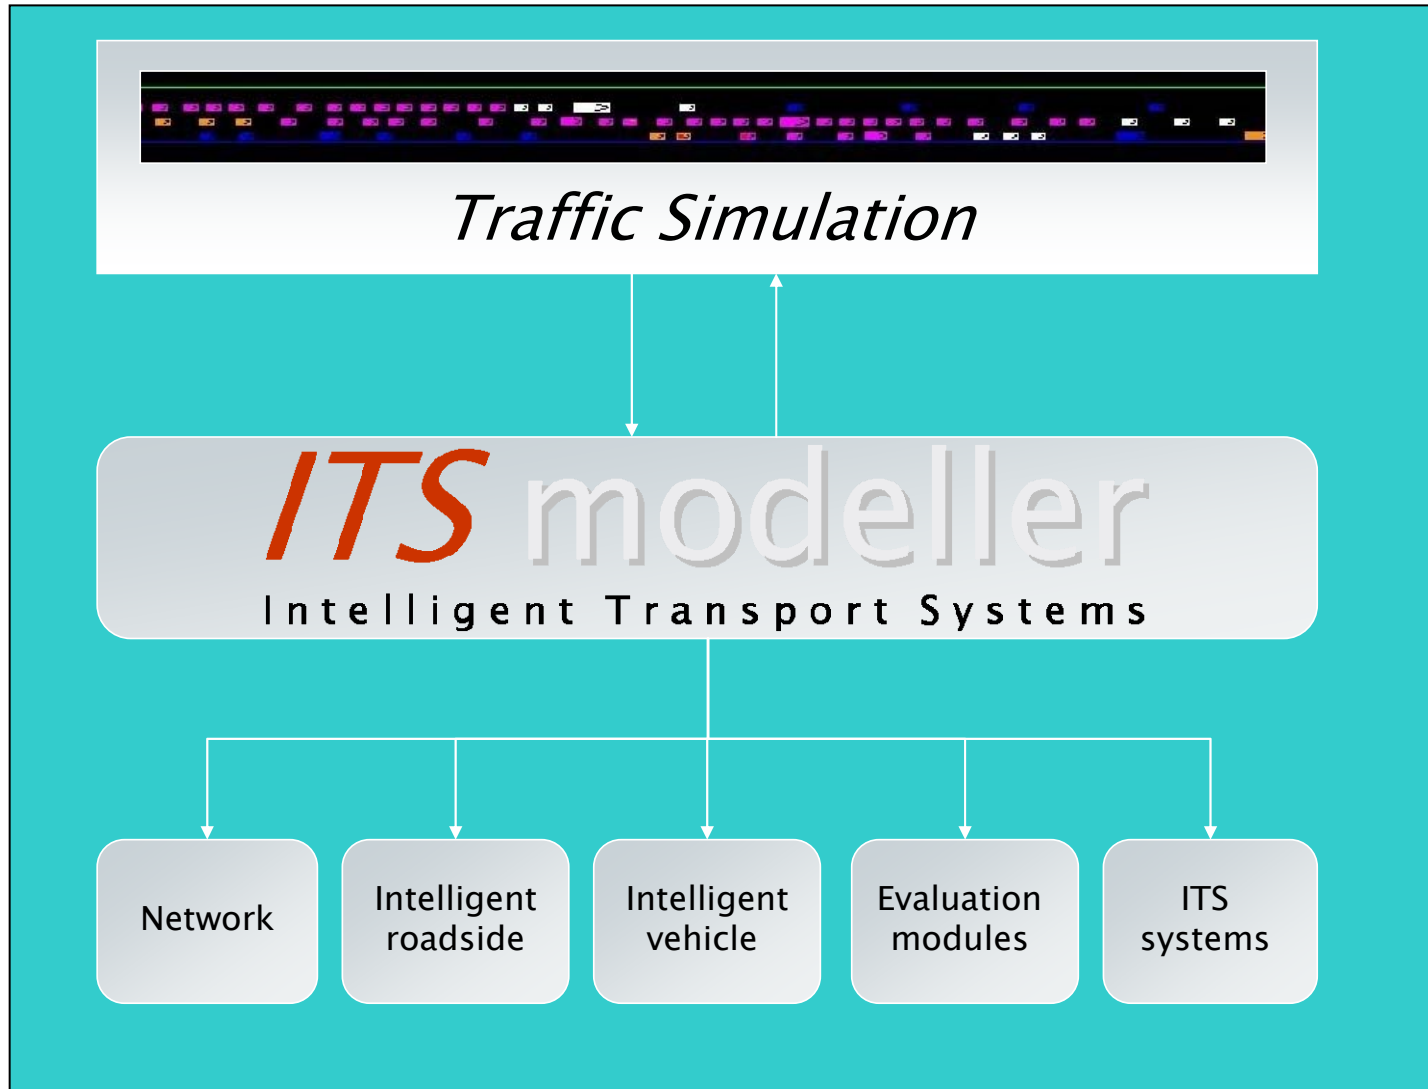 Traffic Simulation
ITS modeller
Intelligent Transport Systems
Network
Intelligent
roadside
Intelligent
vehicle
Evaluation
modules
ITS
systems